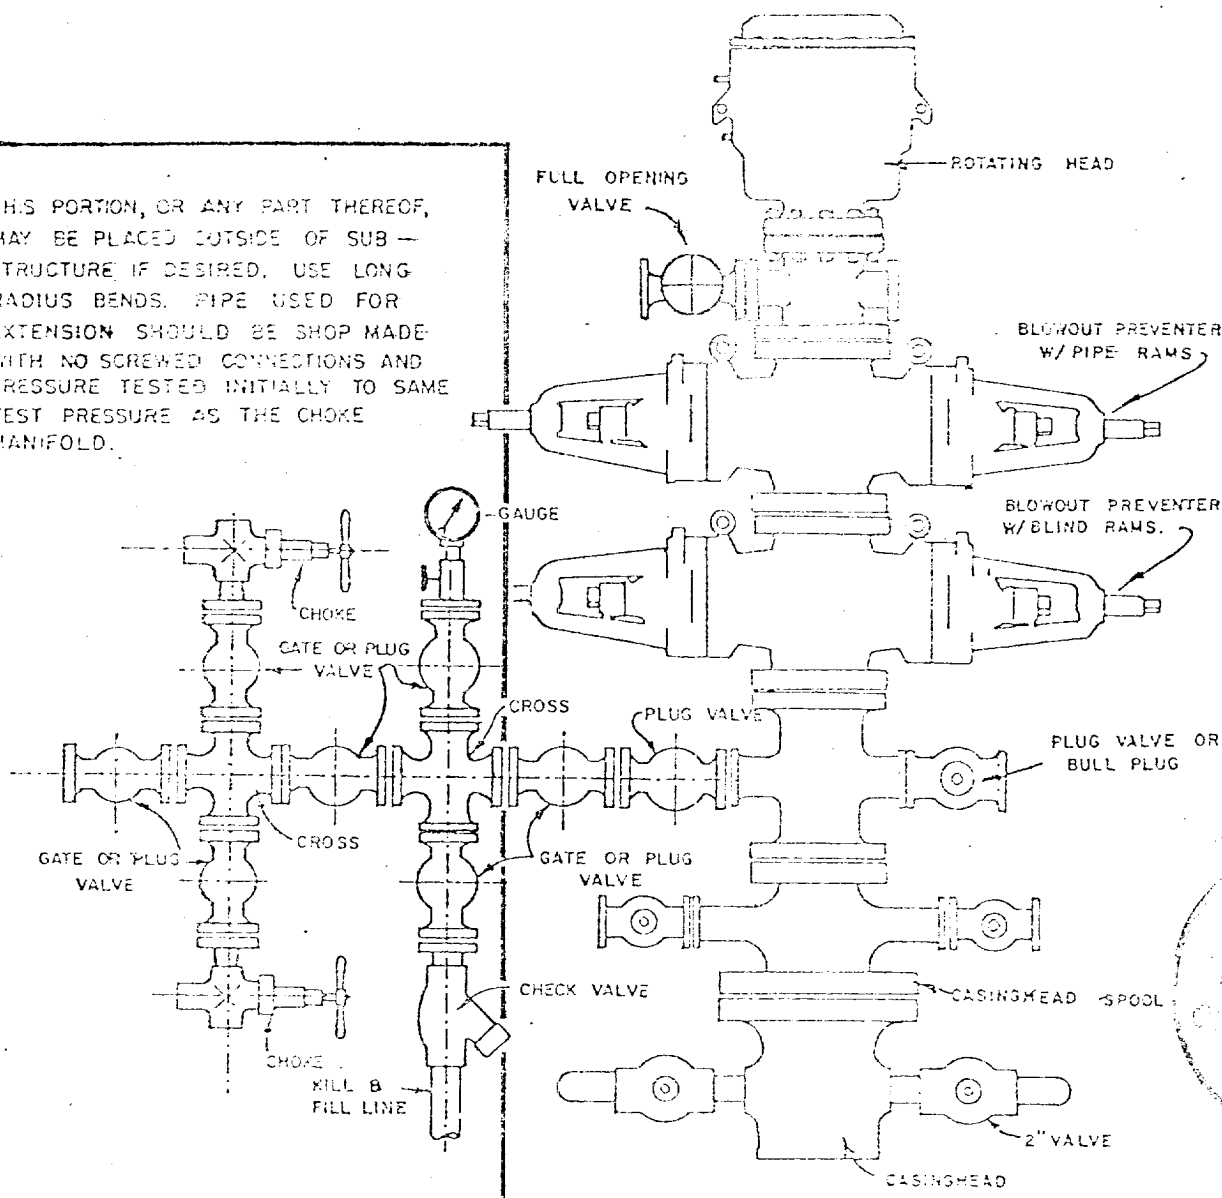 HIS PORTION, OR ANY PART THEREOF,
MAY BE PLACED OUTSIDE OF SUB —
TRUCTURE IF DESIRED. USE LONG
RADIUS BENDS. PIPE USED FOR
EXTENSION SHOULD BE SHOP MADE
WITH NO SCREWED CONNECTIONS AND
PRESSURE TESTED INITIALLY TO SAME
TEST PRESSURE AS THE CHOKE
MANIFOLD.
ROTATING HEAD
FULL OPENING
VALVE
BLOWOUT PREVENTER
W/PIPE RAMS
BLOWOUT PREVENTER
W/BLIND RAMS.
GAUGE
CHOKE
GATE OR PLUG
VALVE
CROSS
PLUG VALVE
PLUG VALVE OR
BULL PLUG
CROSS
GATE OR PLUG
VALVE
GATE OR PLUG
VALVE
CHECK VALVE
CASINGHEAD SPOOL
CHOKE
KILL &
FILL LINE
2" VALVE
CASINGHEAD